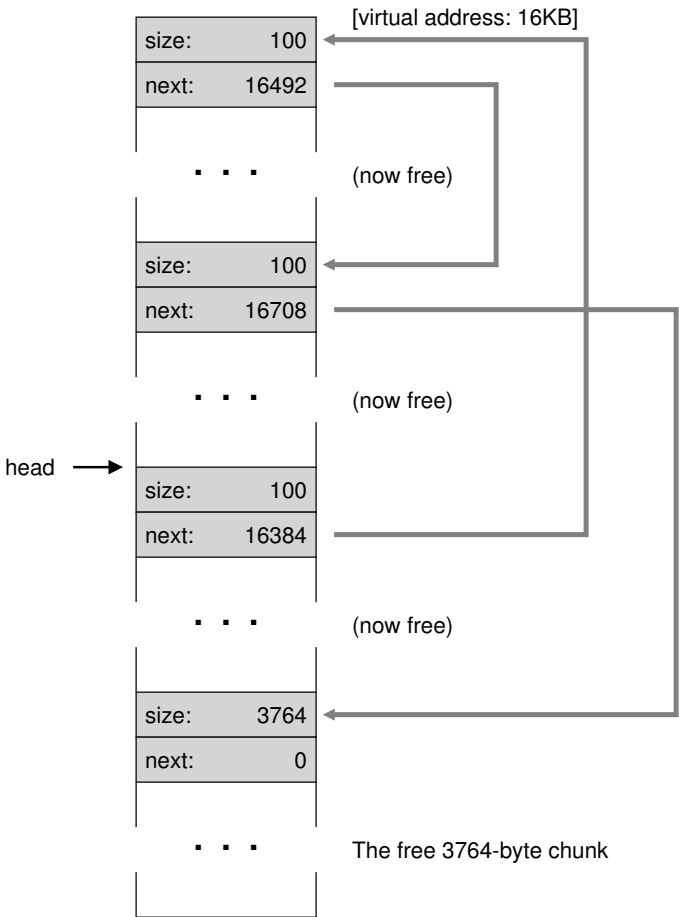 [virtual address: 16KB]
size: 100
next: 16492
. . .
(now free)
size: 100
next: 16708
. . .
(now free)
head
size: 100
next: 16384
. . .
(now free)
size: 3764
next: 0
. . .
The free 3764-byte chunk